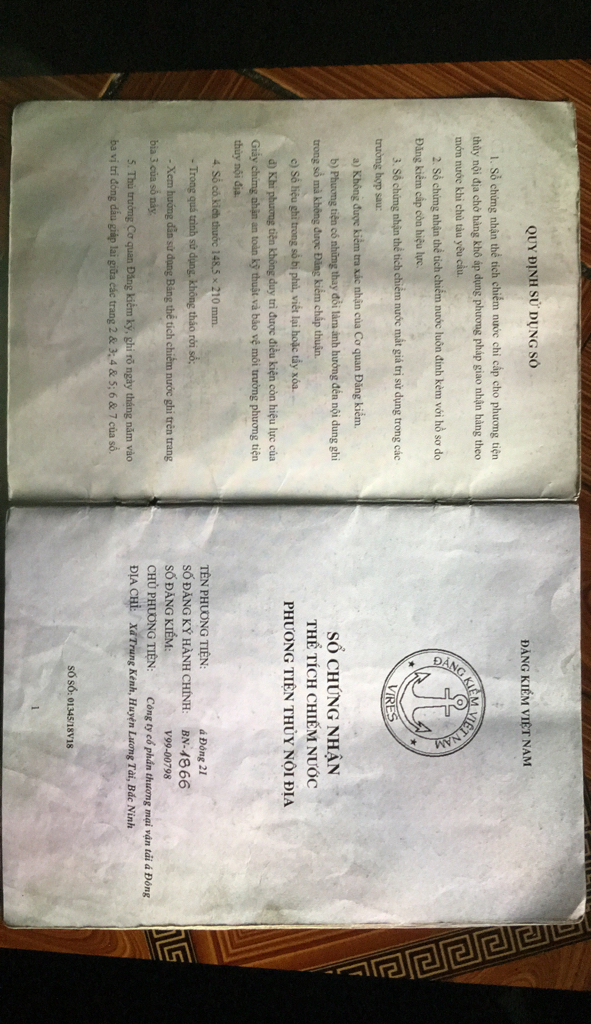 QUY ĐỊNH SỬ DỤNG SỔ
1. Sổ chứng nhận thể tích chiếm nước chỉ cấp cho phương tiện
thủy nội địa chở hàng khô áp dụng phương pháp giao nhận hàng theo
mớn nước khi chủ tàu yêu cầu.
2. Sổ chứng nhận thể tích chiếm nước luôn đính kèm với hồ sơ do
Đăng kiểm cấp còn hiệu lực.
3. Sổ chứng nhận thể tích chiếm nước mất giá trị sử dụng trong các
trường hợp sau:
a) Không được kiểm tra xác nhận của Cơ quan Đăng kiểm.
b) Phương tiện có những thay đổi làm ảnh hưởng đến nội dung ghi
trong sổ mà không được Đăng kiểm chấp thuận.
c) Số liệu ghi trong sổ bị phủ, viết lại hoặc tẩy xóa.
d) Khi phương tiện không duy trì được điều kiện còn hiệu lực của
Giấy chứng nhận an toàn kỹ thuật và bảo vệ môi trường phương tiện
thủy nội địa.
4. Sổ có kích thước 148,5 × 210 mm.
- Trong quá trình sử dụng, không tháo rời sổ;
- Xem hướng dẫn sử dụng Bảng thể tích chiếm nước ghi trên trang
bìa 3 của sổ này.
5. Thủ trưởng Cơ quan Đăng kiểm ký, ghi rõ ngày tháng năm vào
ba vị trí đóng dấu giáp lai giữa các trang 2 & 3; 4 & 5; 6 & 7 của sổ.
ĐĂNG KIỂM VIỆT NAM
ĐĂNG KIỂM VIỆT NAM
★ VIRES ★
SỔ CHỨNG NHẬN
THỂ TÍCH CHIẾM NƯỚC
PHƯƠNG TIỆN THỦY NỘI ĐỊA
TÊN PHƯƠNG TIỆN: á Đông 21
SỐ ĐĂNG KÝ HÀNH CHÍNH: BN-1866
SỐ ĐĂNG KIỂM: V99-00798
CHỦ PHƯƠNG TIỆN: Công ty cổ phần thương mại vận tải á Đông
ĐỊA CHỈ: Xã Trung Kênh, Huyện Lương Tài, Bắc Ninh
SỔ SỐ: 01345/18V18
1